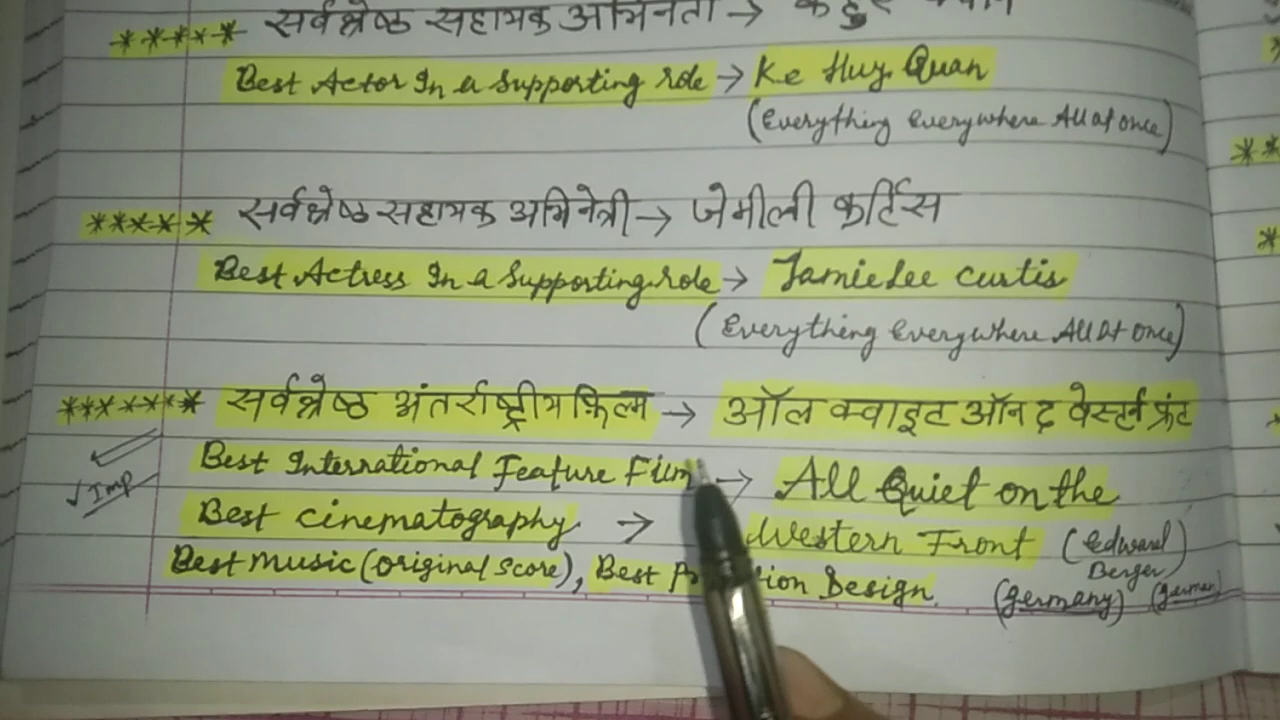 ***** सर्वश्रेष्ठ सहायक अभिनेता →
Best Actor In a supporting role → Ke Huy Quan
(Everything Everywhere All at once)
***** सर्वश्रेष्ठ सहायक अभिनेत्री → जेमीली कर्टिस
Best Actress In a Supporting role → Jamie Lee Curtis
(Everything Everywhere All At once)
****** सर्वश्रेष्ठ अंतर्राष्ट्रीय फ़िल्म → ऑल क्वाइट ऑन द वेस्टर्न फ्रंट
Best International Feature Film → All Quiet on the
✓ Imp
Best cinematography → Western Front (Edward
Berger)
Best Music (original score), Best Design.
(Germany) (German)